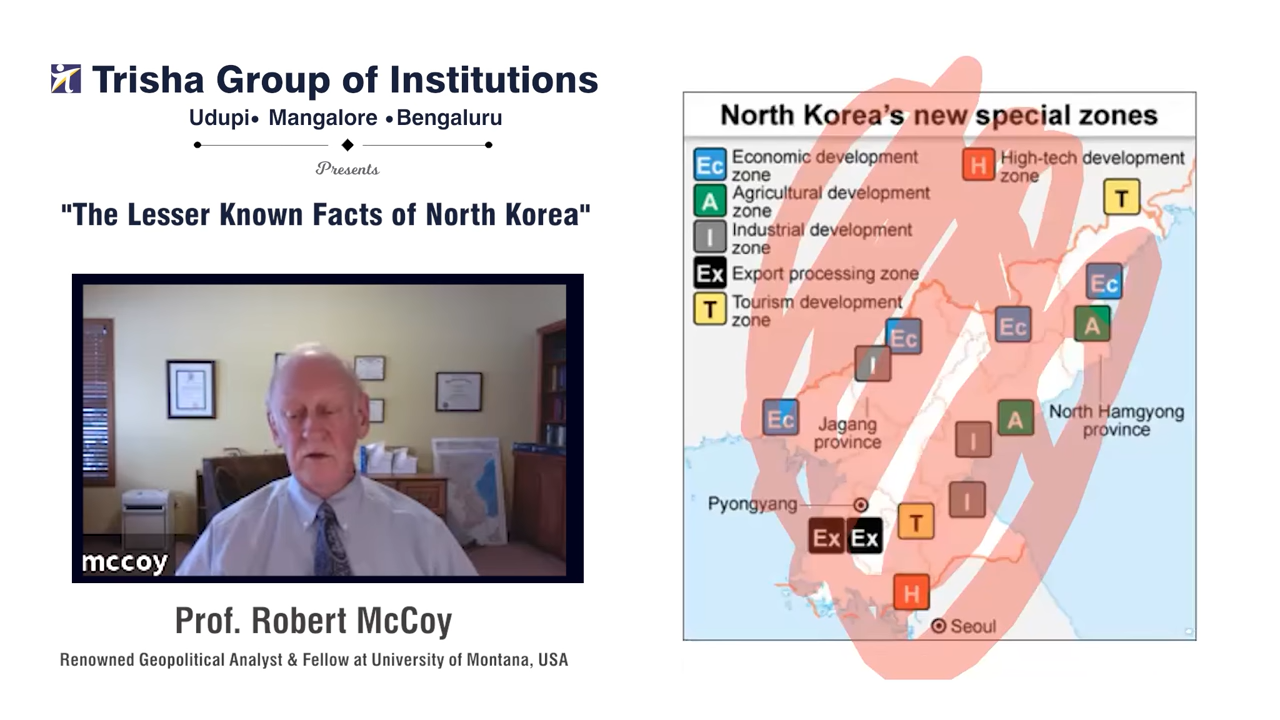 Trisha Group of Institutions
Udupi• Mangalore •Bengaluru
Presents
"The Lesser Known Facts of North Korea"
mccoy
Prof. Robert McCoy
Renowned Geopolitical Analyst & Fellow at University of Montana, USA
North Korea's new special zones
Ec Economic development
zone
A Agricultural development
zone
I Industrial development
zone
Ex Export processing zone
T Tourism development
zone
H High-tech development
zone
T
Ec
Ec
A
Ec
I
Ec
Jagang
province
A
North Hamgyong
province
I
Pyongyang
I
T
Ex Ex
H
Seoul